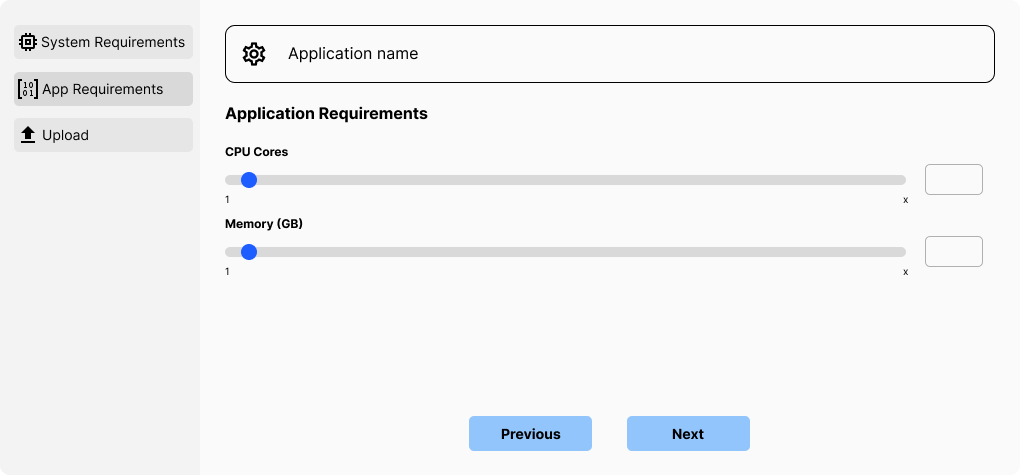 System Requirements
App Requirements
Upload
Application name
Application Requirements
CPU Cores
1 x
Memory (GB)
1 x
Previous Next